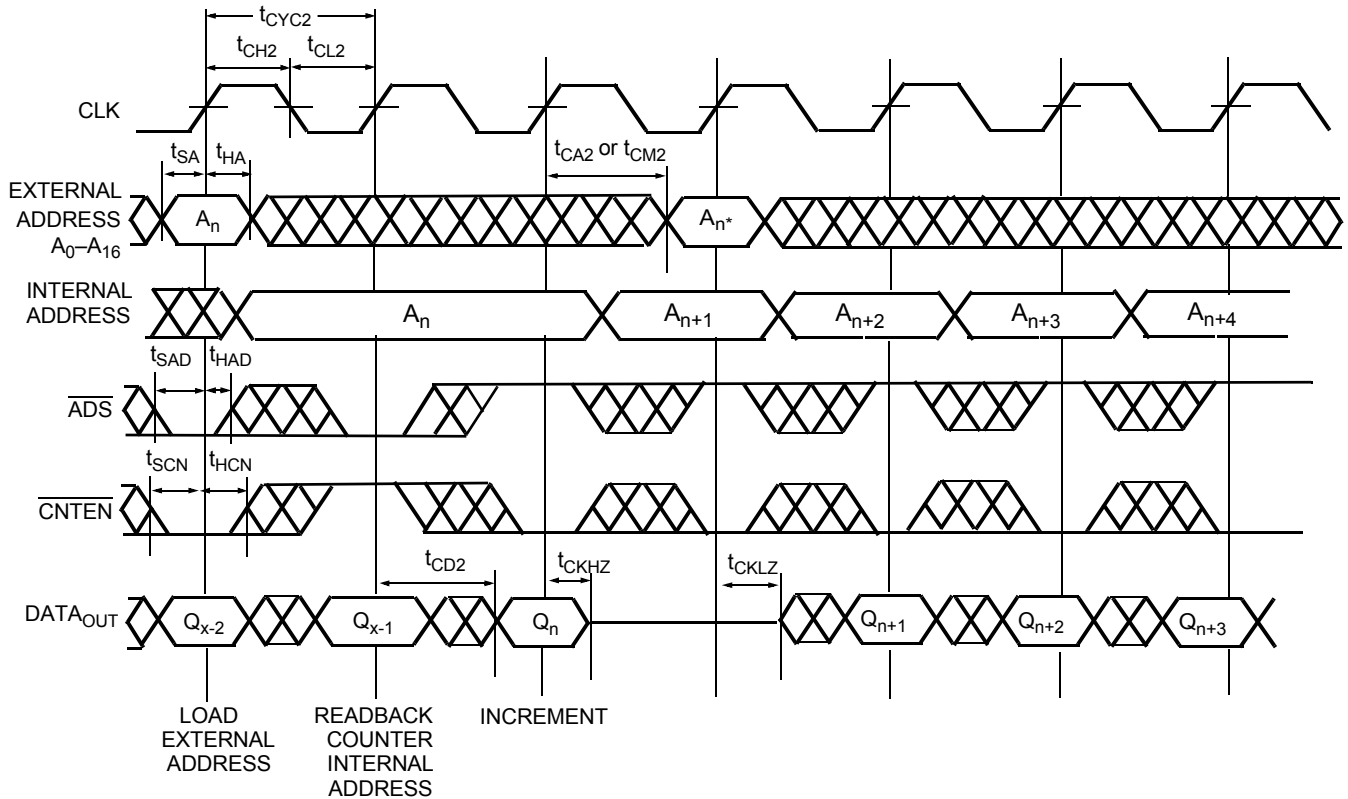 tCYC2
tCH2 tCL2
CLK
tSA tHA
tCA2 or tCM2
EXTERNAL
ADDRESS
A0–A16
An
An*
INTERNAL
ADDRESS
An An+1 An+2 An+3 An+4
tSAD tHAD
ADS
tSCN tHCN
CNTEN
tCD2 tCKHZ tCKLZ
DATAOUT
Qx-2 Qx-1 Qn Qn+1 Qn+2 Qn+3
LOAD
EXTERNAL
ADDRESS
READBACK
COUNTER
INTERNAL
ADDRESS
INCREMENT